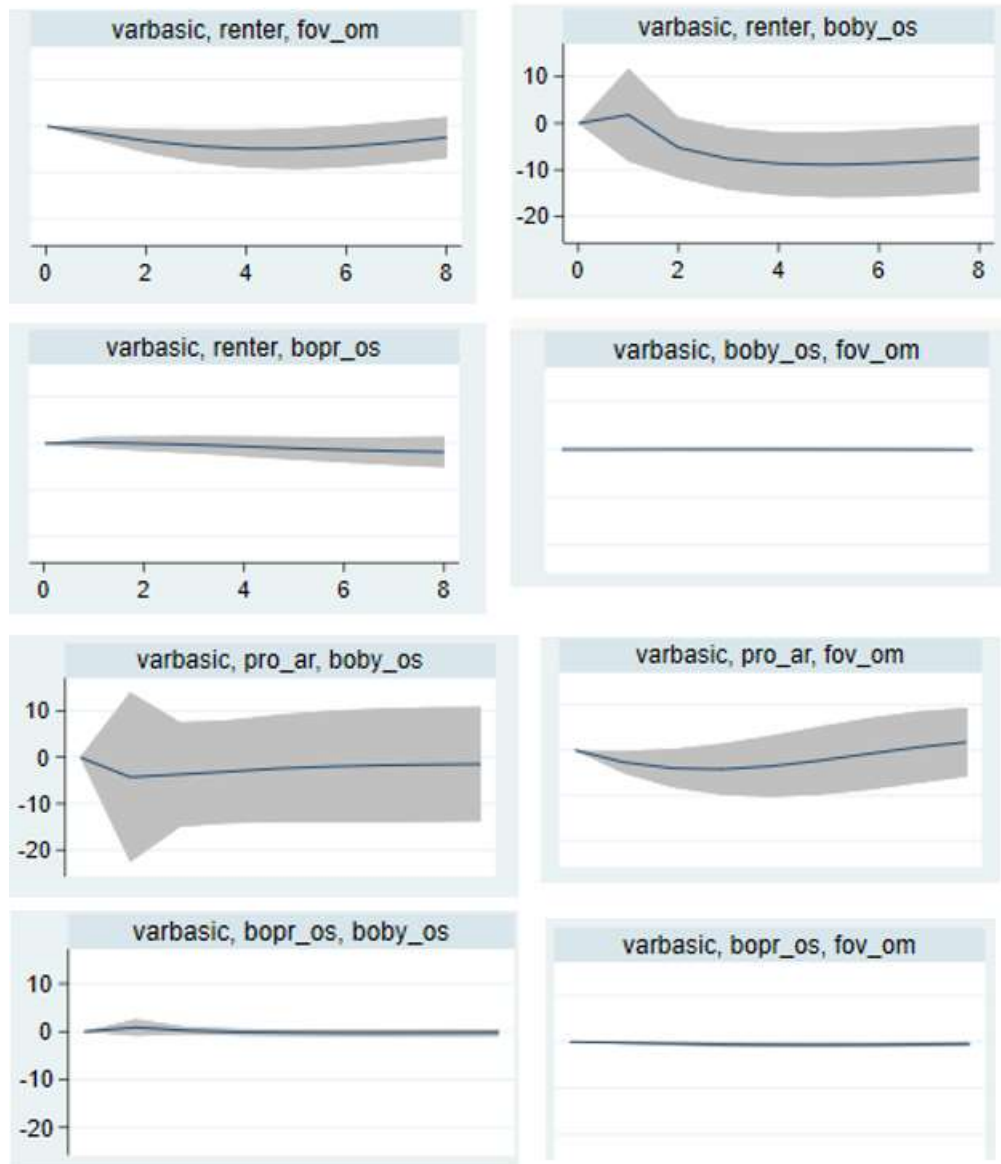 varbasic, renter, fov_om
varbasic, renter, boby_os
10
0
-10
-20
0 2 4 6 8
0 2 4 6 8
varbasic, renter, bopr_os
varbasic, boby_os, fov_om
0 2 4 6 8
varbasic, pro_ar, boby_os
varbasic, pro_ar, fov_om
10
0
-10
-20
varbasic, bopr_os, boby_os
varbasic, bopr_os, fov_om
10
0
-10
-20